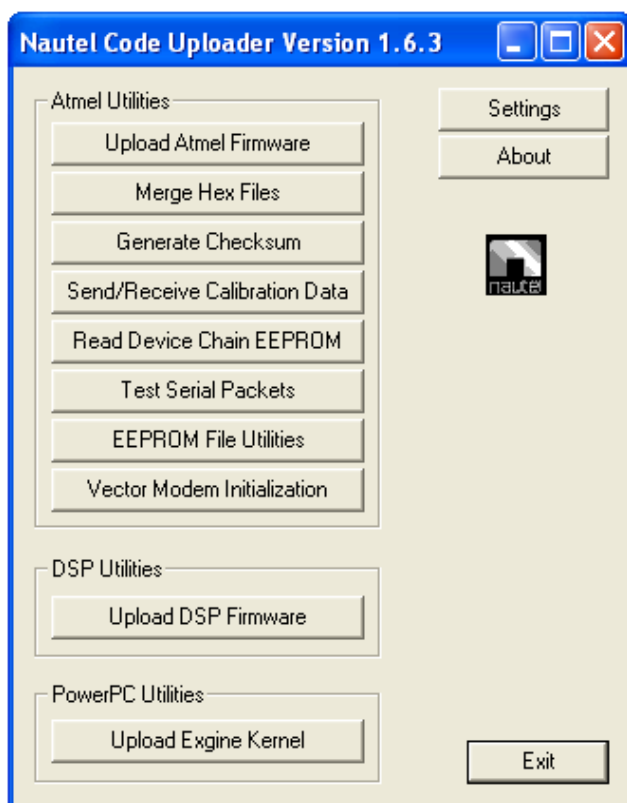 Nautel Code Uploader Version 1.6.3
Atmel Utilities
Upload Atmel Firmware
Merge Hex Files
Generate Checksum
Send/Receive Calibration Data
Read Device Chain EEPROM
Test Serial Packets
EEPROM File Utilities
Vector Modem Initialization
Settings
About
nautel
DSP Utilities
Upload DSP Firmware
PowerPC Utilities
Upload Exgine Kernel
Exit